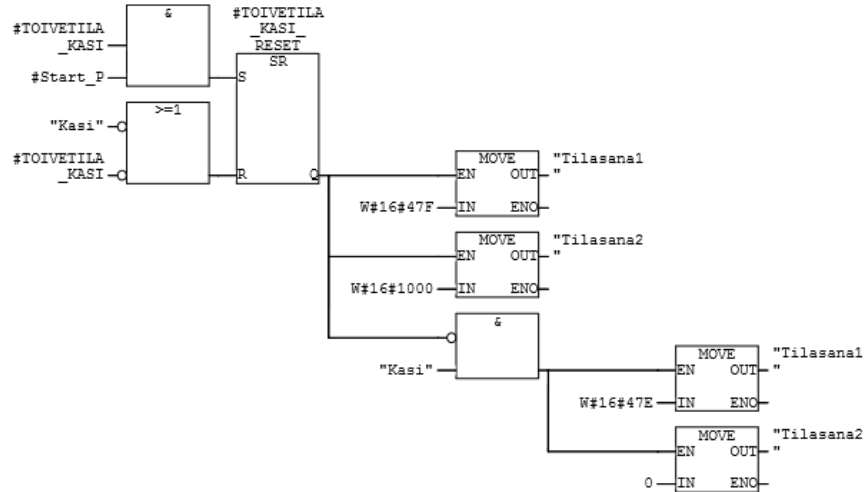 &
#TOIVETILA
_KASI
#Start_P
#TOIVETILA
_KASI_
RESET
SR
S
R
Q
>=1
"Kasi"
#TOIVETILA
_KASI
MOVE
EN OUT
IN ENO
W#16#47F
"Tilasana1
"
MOVE
EN OUT
IN ENO
W#16#1000
"Tilasana2
"
&
"Kasi"
MOVE
EN OUT
IN ENO
W#16#47E
"Tilasana1
"
MOVE
EN OUT
IN ENO
0
"Tilasana2
"